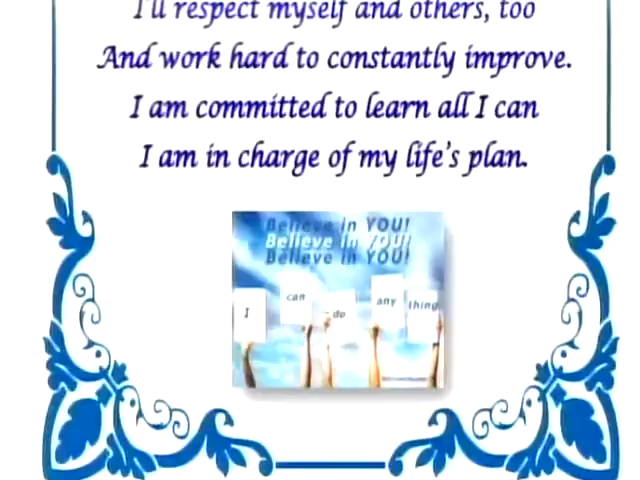 I'll respect myself and others, too
And work hard to constantly improve.
I am committed to learn all I can
I am in charge of my life's plan.
Believe in YOU!
Believe in YOU!
Believe in YOU!
I can do any thing